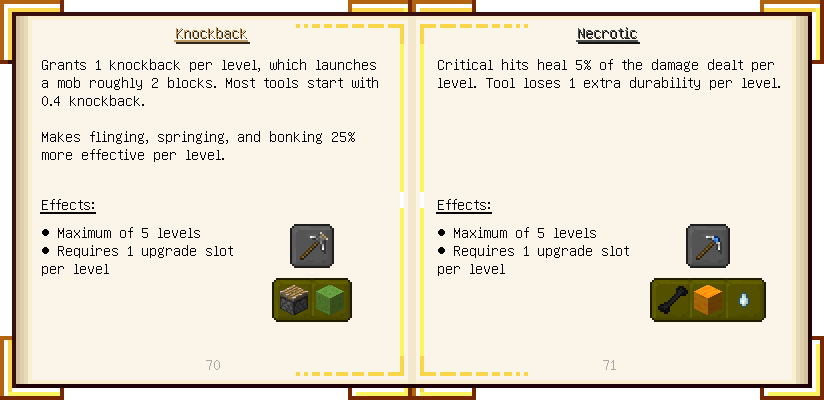 Knockback
Grants 1 knockback per level, which launches
a mob roughly 2 blocks. Most tools start with
0.4 knockback.
Makes flinging, springing, and bonking 25%
more effective per level.
Effects:
● Maximum of 5 levels
● Requires 1 upgrade slot
per level
70
Necrotic
Critical hits heal 5% of the damage dealt per
level. Tool loses 1 extra durability per level.
Effects:
● Maximum of 5 levels
● Requires 1 upgrade slot
per level
71